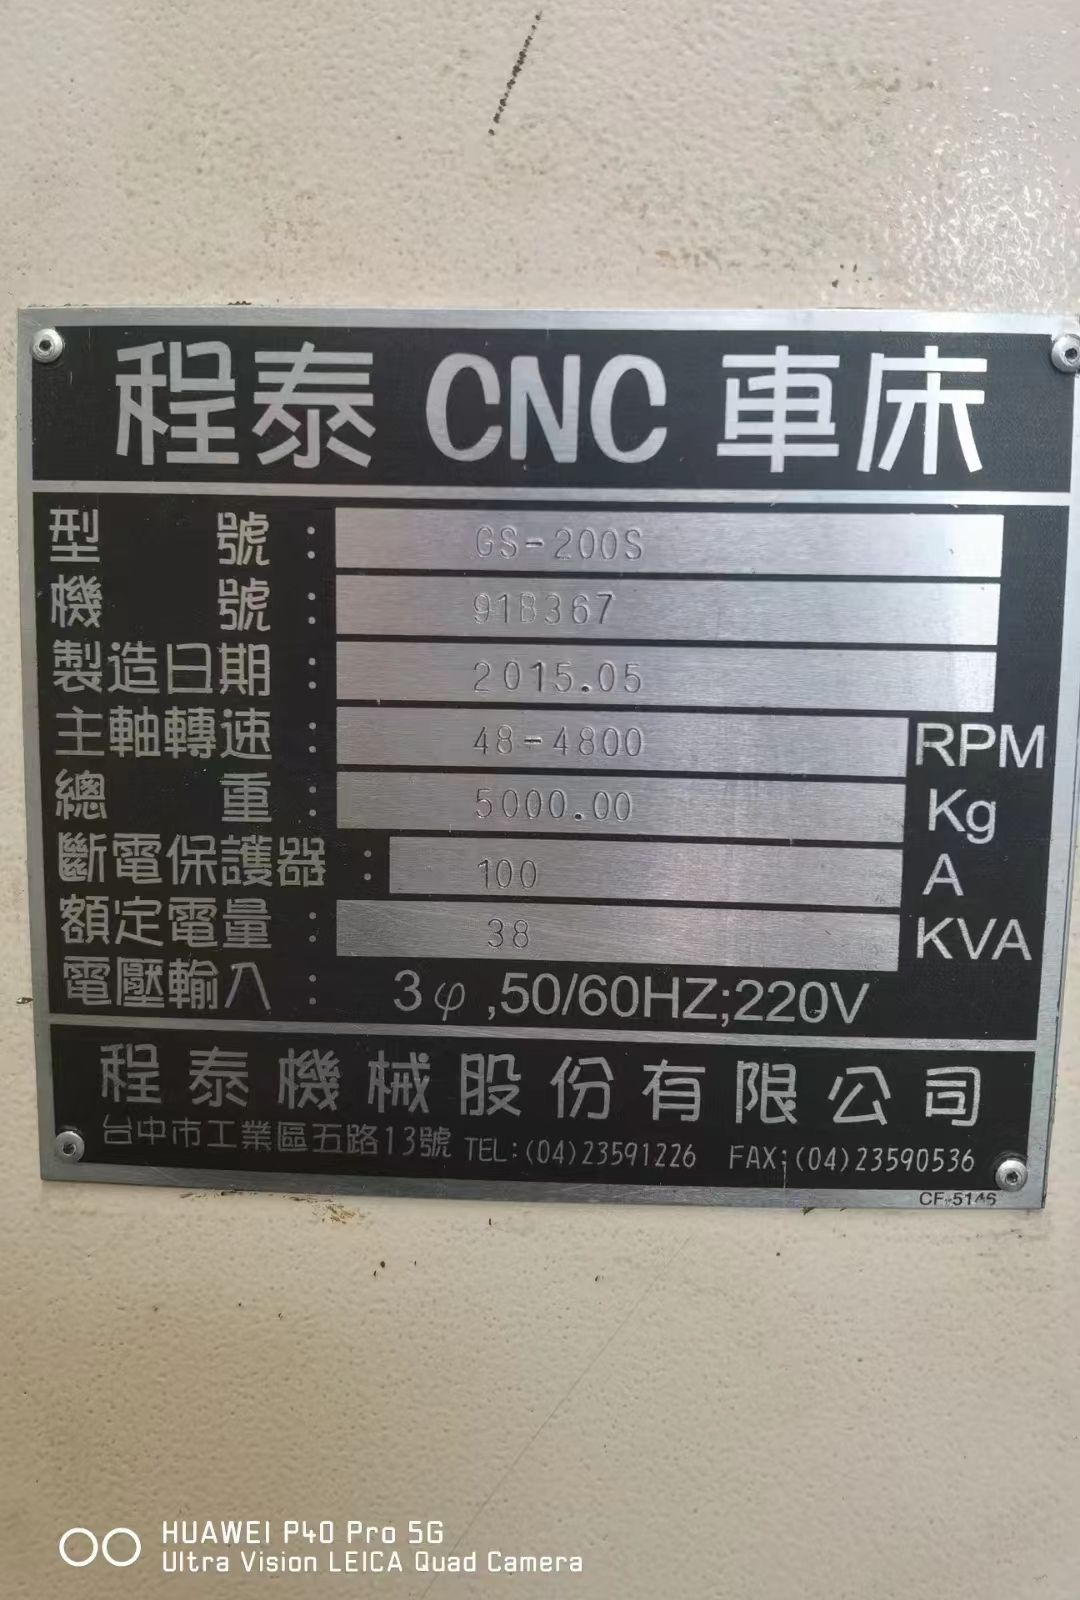 程泰 CNC 車床
型號：GS-200S
機號：91B367
製造日期：2015.05
主軸轉速：48-4800 RPM
總重：5000.00 Kg
斷電保護器：100 A
額定電量：38 KVA
電壓輸入：3φ,50/60HZ;220V
程泰機械股份有限公司
台中市工業區五路13號 TEL:(04)23591226 FAX:(04)23590536
CF-5146
HUAWEI P40 Pro 5G
Ultra Vision LEICA Quad Camera